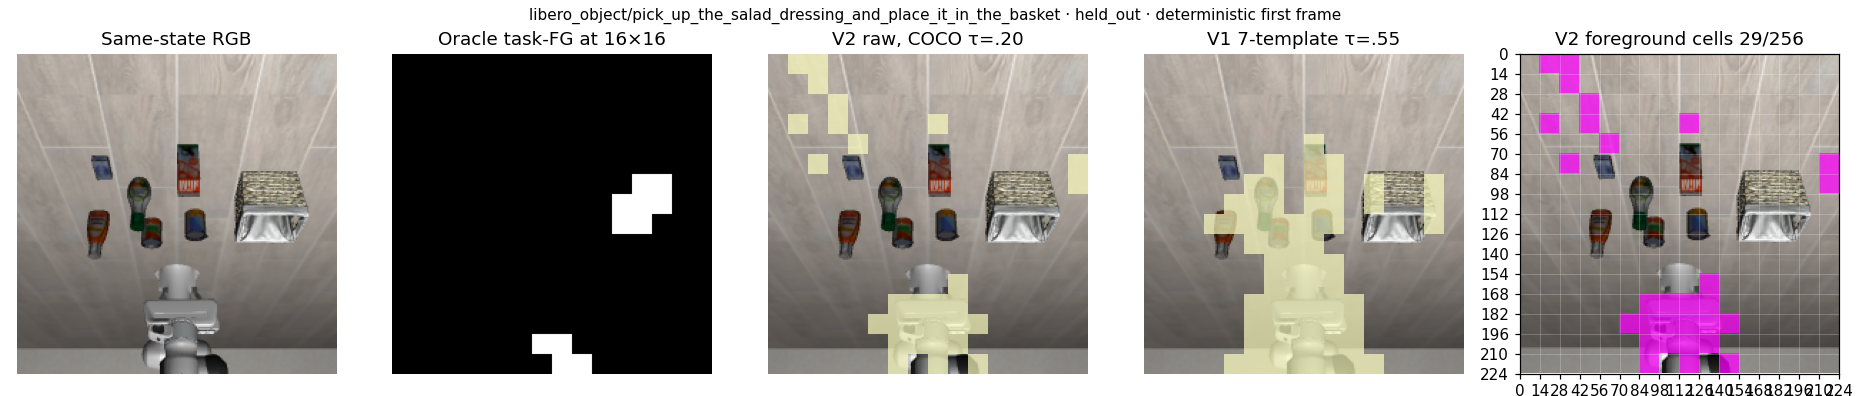 libero_object/pick_up_the_salad_dressing_and_place_it_in_the_basket · held_out · deterministic first frame
Same-state RGB
Oracle task-FG at 16×16
V2 raw, COCO τ=.20
V1 7-template τ=.55
V2 foreground cells 29/256
0
14
28
42
56
70
84
98
112
126
140
154
168
182
196
210
224
0 14 28 42 56 70 84 98 112 126 140 154 168 182 196 210 224